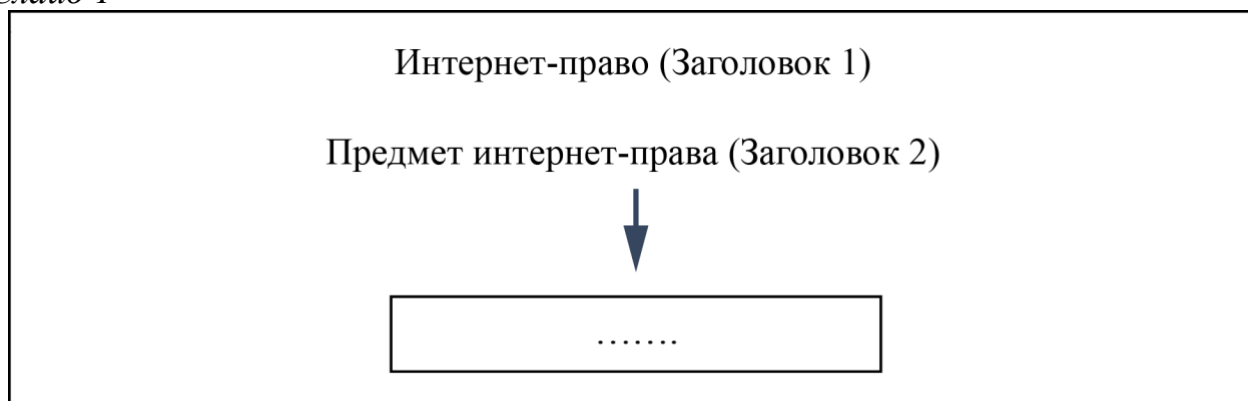 Интернет-право (Заголовок 1)
Предмет интернет-права (Заголовок 2)
.......